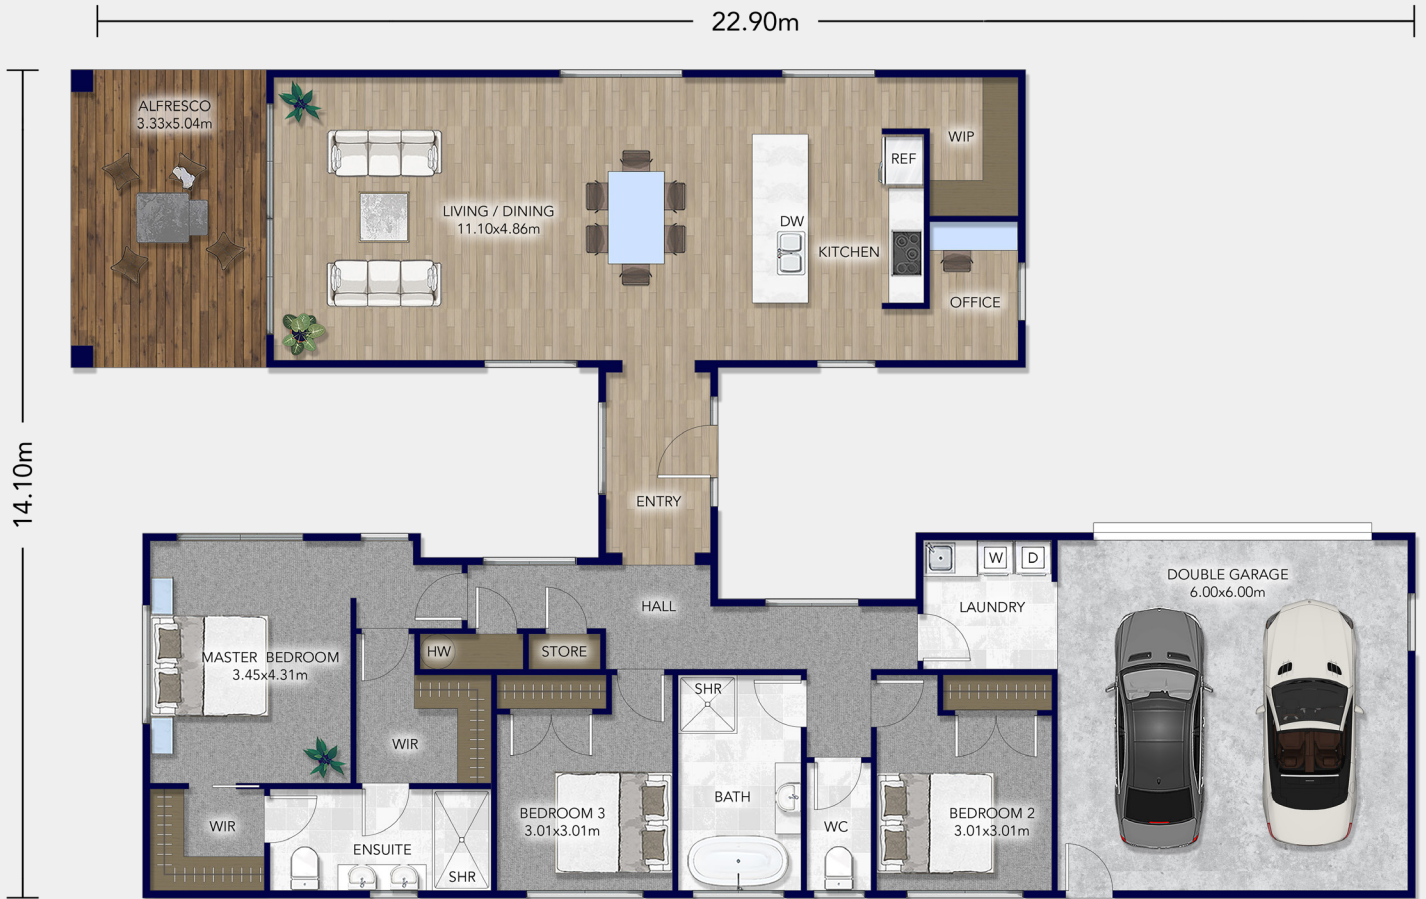 22.90m
14.10m
ALFRESCO
3.33x5.04m
LIVING / DINING
11.10x4.86m
REF
WIP
DW
KITCHEN
OFFICE
ENTRY
HALL
HW
STORE
MASTER BEDROOM
3.45x4.31m
WIR
WIR
ENSUITE
SHR
BEDROOM 3
3.01x3.01m
SHR
BATH
WC
BEDROOM 2
3.01x3.01m
W
D
LAUNDRY
DOUBLE GARAGE
6.00x6.00m